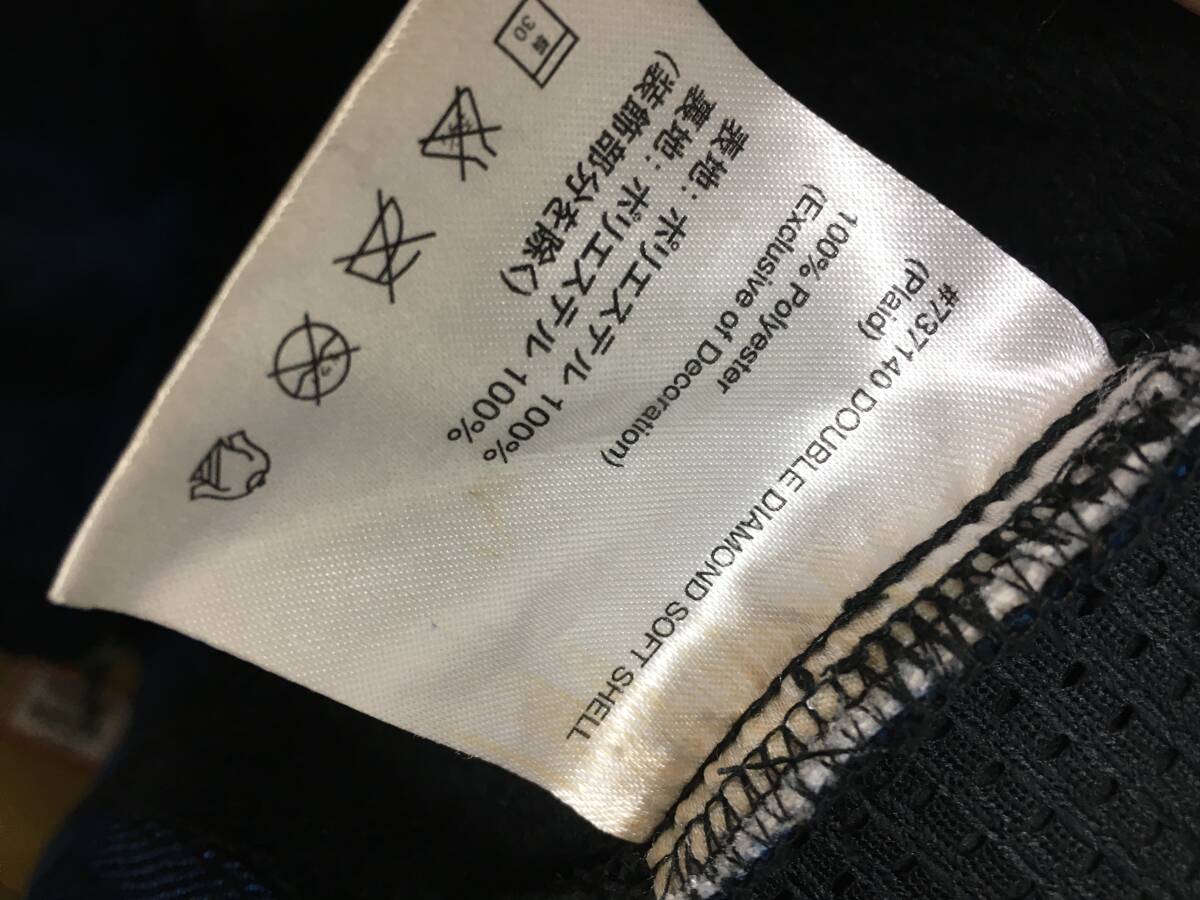 #737140 DOUBLE DIAMOND SOFT SHELL
(Plaid)
100% Polyester
(Exclusive of Decoration)
表地: ポリエステル 100%
裏地: ポリエステル 100%
(装飾部分を除く)
30